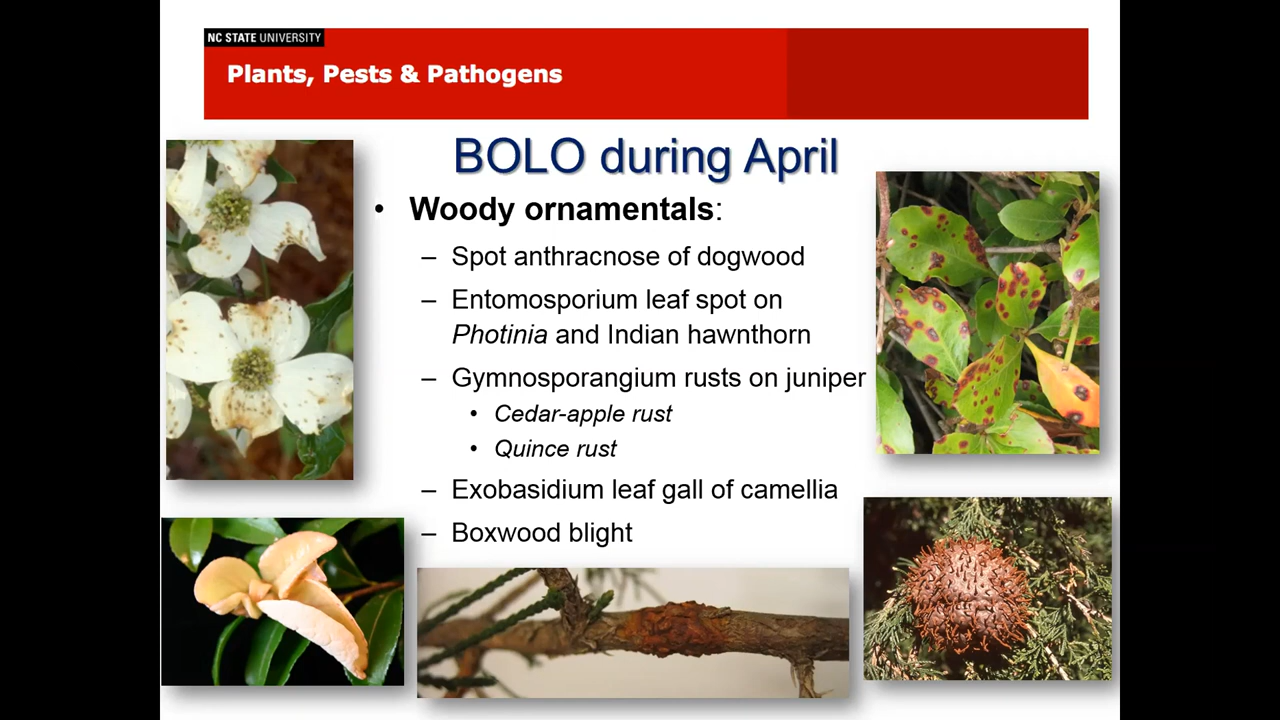 NC STATE UNIVERSITY
Plants, Pests & Pathogens
BOLO during April
• Woody ornamentals:
– Spot anthracnose of dogwood
– Entomosporium leaf spot on
Photinia and Indian hawnthorn
– Gymnosporangium rusts on juniper
• Cedar-apple rust
• Quince rust
– Exobasidium leaf gall of camellia
– Boxwood blight